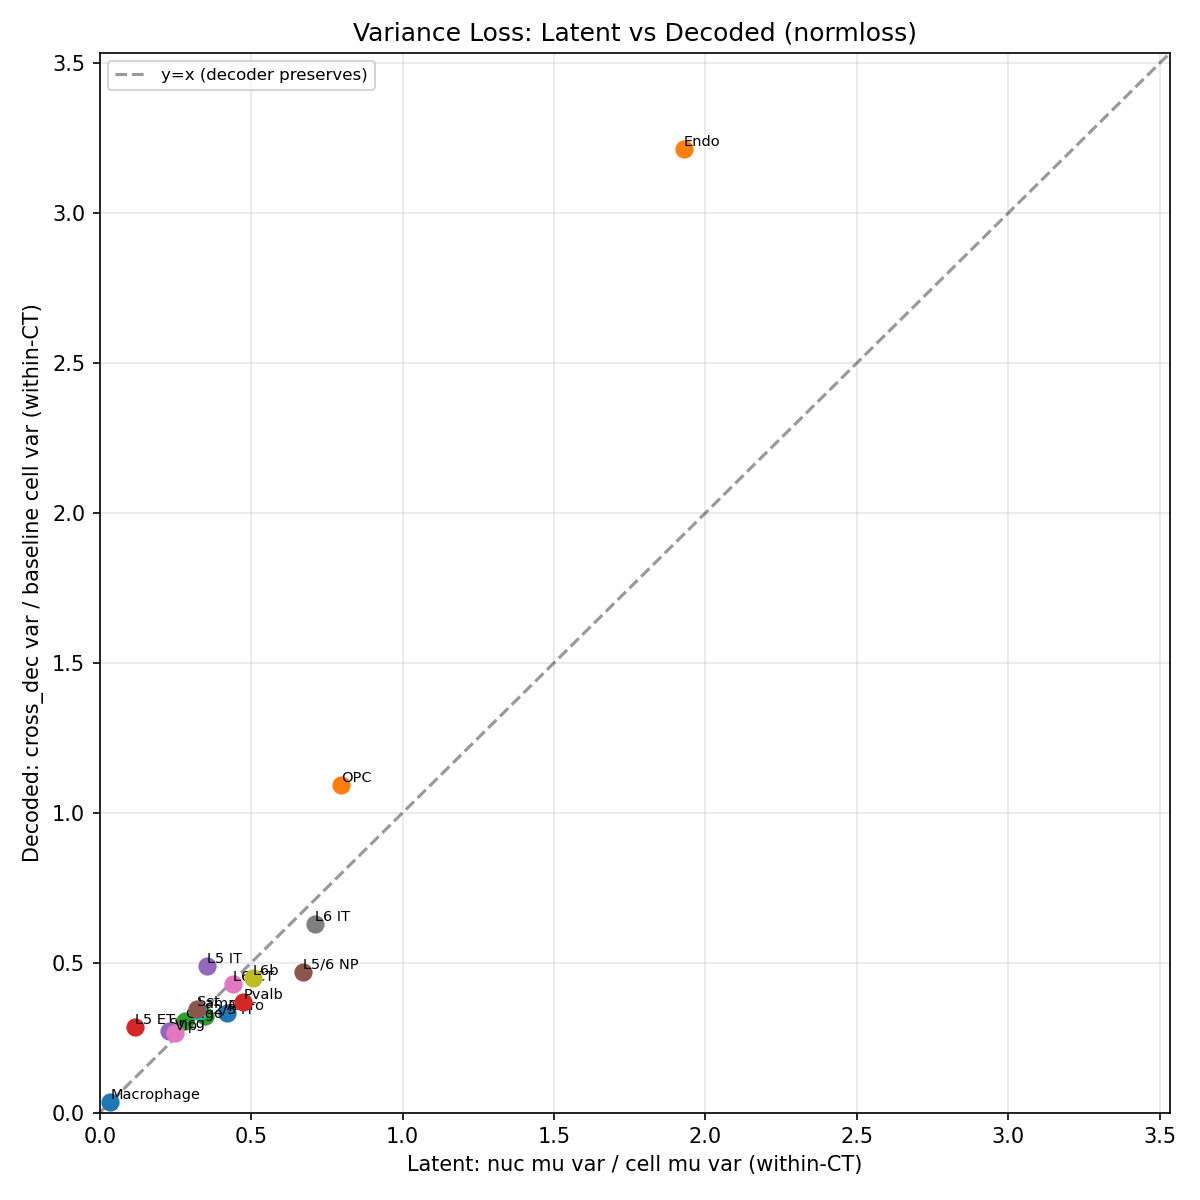 Variance Loss: Latent vs Decoded (normloss)
y=x (decoder preserves)
3.5
3.0
2.5
2.0
1.5
1.0
0.5
0.0
Decoded: cross_dec var / baseline cell var (within-CT)
Endo
OPC
L6 IT
L5 IT
L6b
L5/6 NP
Pvalb
Sst
L5 ET
Macrophage
0.0 0.5 1.0 1.5 2.0 2.5 3.0 3.5
Latent: nuc mu var / cell mu var (within-CT)